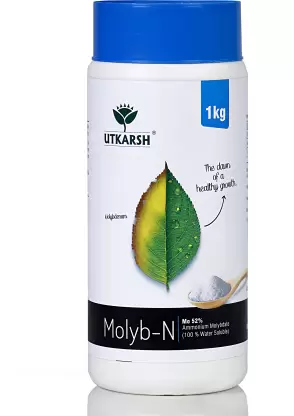 1kg
UTKARSH®
The dawn
of a
healthy growth.
Molybdenum
Molyb-N
Mo 52%
Ammonium Molybdate
(100 % Water Soluble)